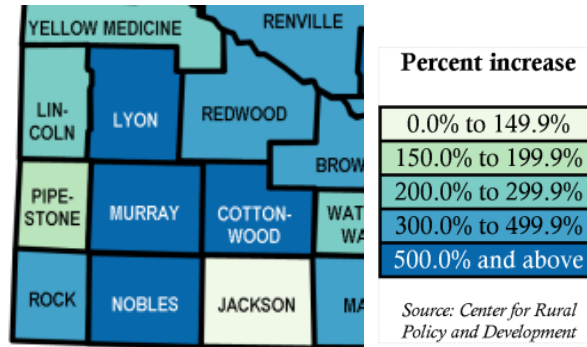 YELLOW MEDICINE
RENVILLE
LIN-
COLN
LYON
REDWOOD
BROW
PIPE-
STONE
MURRAY
COTTON-
WOOD
WAT
WA
ROCK
NOBLES
JACKSON
MA
Percent increase
0.0% to 149.9%
150.0% to 199.9%
200.0% to 299.9%
300.0% to 499.9%
500.0% and above
Source: Center for Rural
Policy and Development